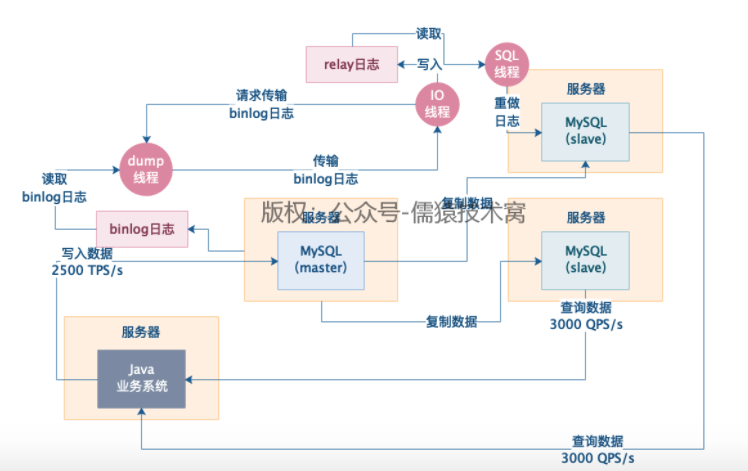 读取
relay日志
写入
SQL
线程
服务器
请求传输
binlog日志
IO
线程
重做
日志
MySQL
（slave）
dump
线程
传输
binlog日志
读取
binlog日志
复制数据
版权：公众号-儒猿技术窝
binlog日志
服务器
服务器
写入数据
2500 TPS/s
MySQL
（master）
MySQL
（slave）
复制数据
查询数据
3000 QPS/s
服务器
Java
业务系统
查询数据
3000 QPS/s